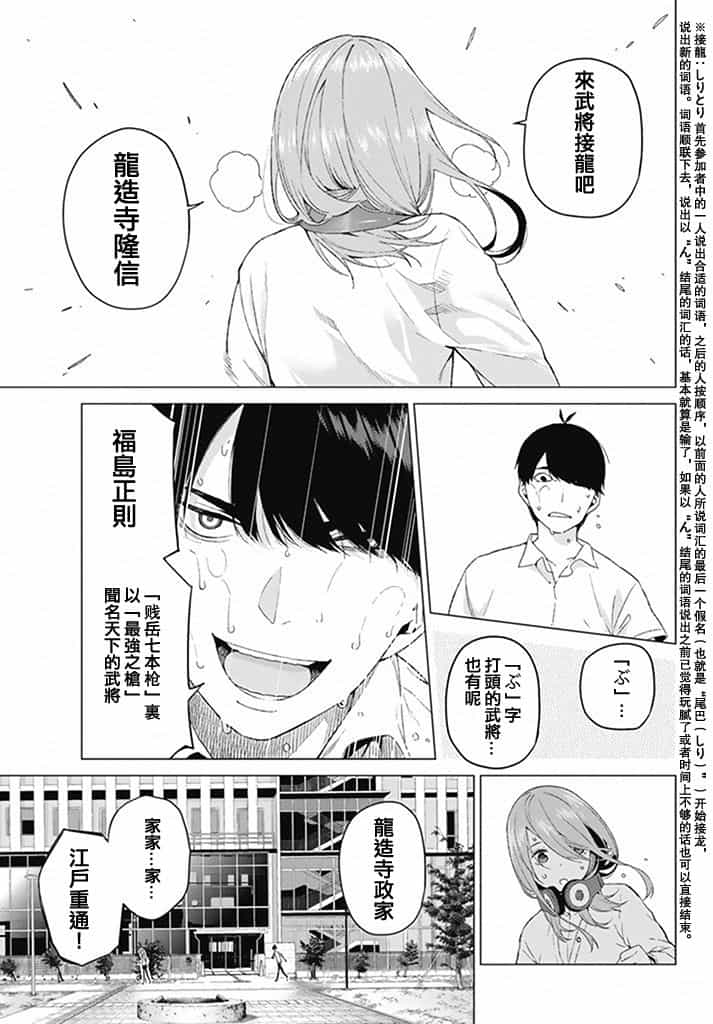 ※接龍：しりとり 首先参加者中的一人说出合适的词语，之后的人按顺序，以前面的人所说词汇的最后一个假名（也就是“尾巴（しり）”）开始接龙，
说出新的词语。词语顺联下去，说出以“ん”结尾的词汇的话，基本就算是输了，如果以“ん”结尾的词语说出之前已觉得玩腻了或者时间上不够的话也可以直接结束。
來武將接龍吧
龍造寺隆信
「ぶ」…
「ぶ」字
打頭的武將…
也有呢
福島正則
「贱岳七本枪」裏
以「最強之槍」
聞名天下的武將
龍造寺政家
家家…家…
江戶重通！